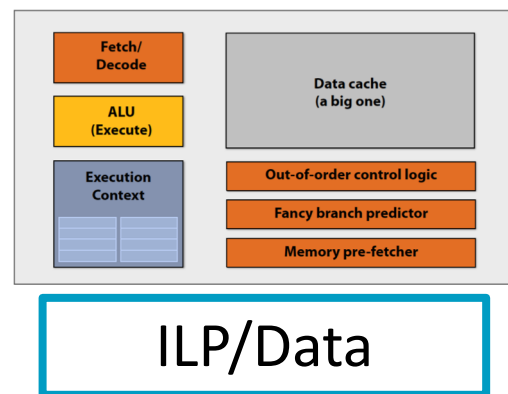 Fetch/
Decode
ALU
(Execute)
Execution
Context
Data cache
(a big one)
Out-of-order control logic
Fancy branch predictor
Memory pre-fetcher
ILP/Data